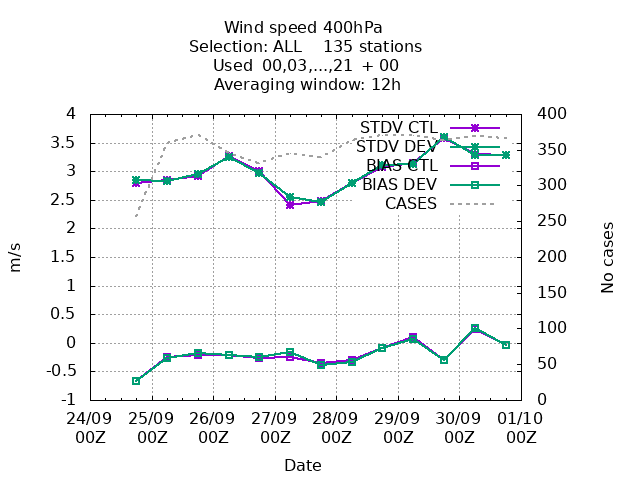 Wind speed 400hPa
Selection: ALL    135 stations
Used  00,03,...,21  + 00
Averaging window: 12h
4
3.5
3
2.5
2
1.5
1
0.5
0
-0.5
-1
m/s
400
350
300
250
200
150
100
50
0
No cases
STDV CTL
STDV DEV
BIAS CTL
BIAS DEV
CASES
24/09 25/09 26/09 27/09 28/09 29/09 30/09 01/10
00Z 00Z 00Z 00Z 00Z 00Z 00Z 00Z
Date